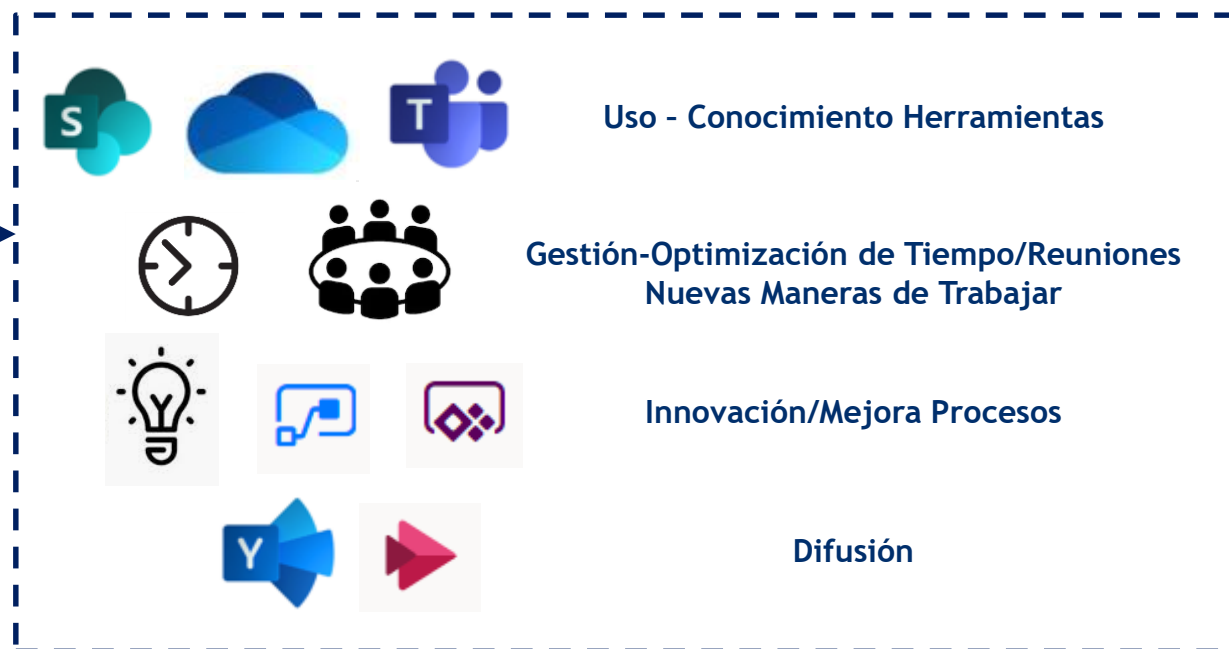 S
T
Uso – Conocimiento Herramientas
Gestión-Optimización de Tiempo/Reuniones
Nuevas Maneras de Trabajar
Innovación/Mejora Procesos
Y
Difusión